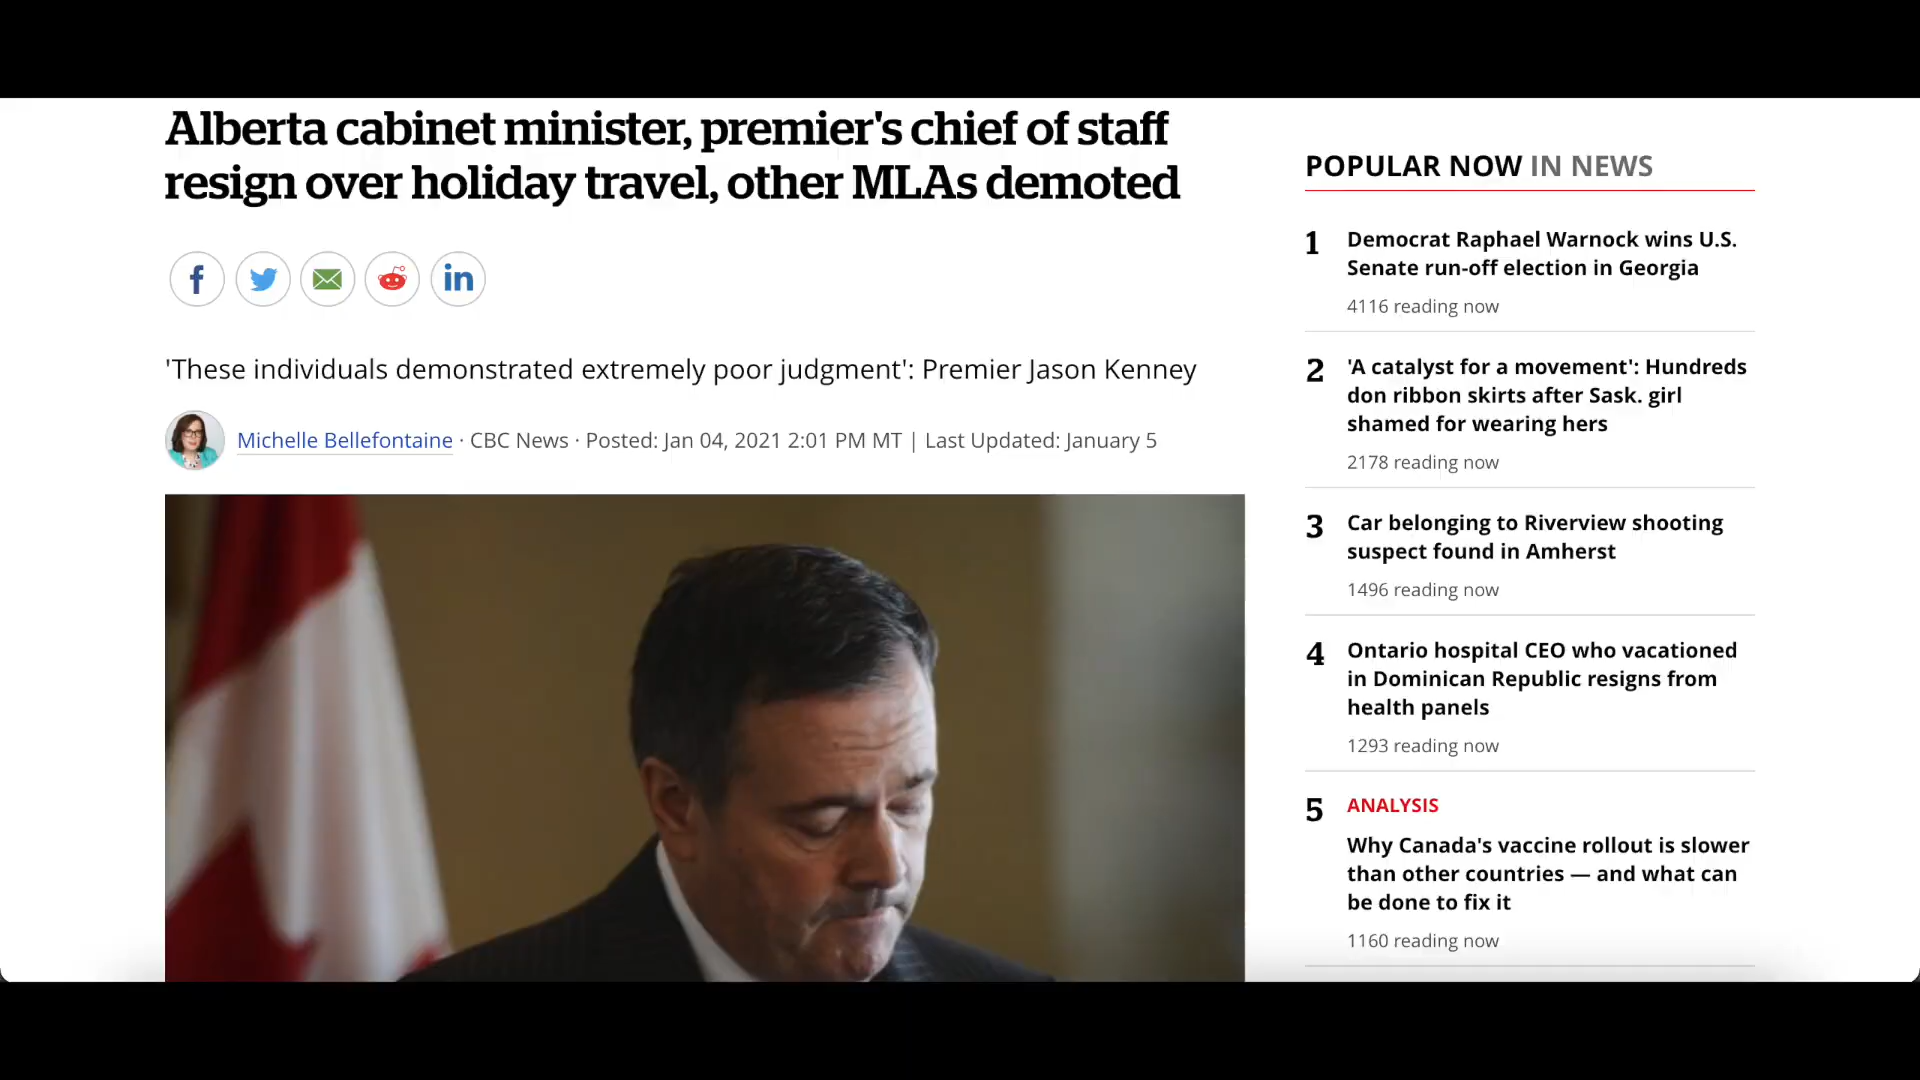 Alberta cabinet minister, premier's chief of staff
resign over holiday travel, other MLAs demoted
'These individuals demonstrated extremely poor judgment': Premier Jason Kenney
Michelle Bellefontaine · CBC News · Posted: Jan 04, 2021 2:01 PM MT | Last Updated: January 5
POPULAR NOW IN NEWS
1 Democrat Raphael Warnock wins U.S.
Senate run-off election in Georgia
4116 reading now
2 'A catalyst for a movement': Hundreds
don ribbon skirts after Sask. girl
shamed for wearing hers
2178 reading now
3 Car belonging to Riverview shooting
suspect found in Amherst
1496 reading now
4 Ontario hospital CEO who vacationed
in Dominican Republic resigns from
health panels
1293 reading now
5 ANALYSIS
Why Canada's vaccine rollout is slower
than other countries — and what can
be done to fix it
1160 reading now